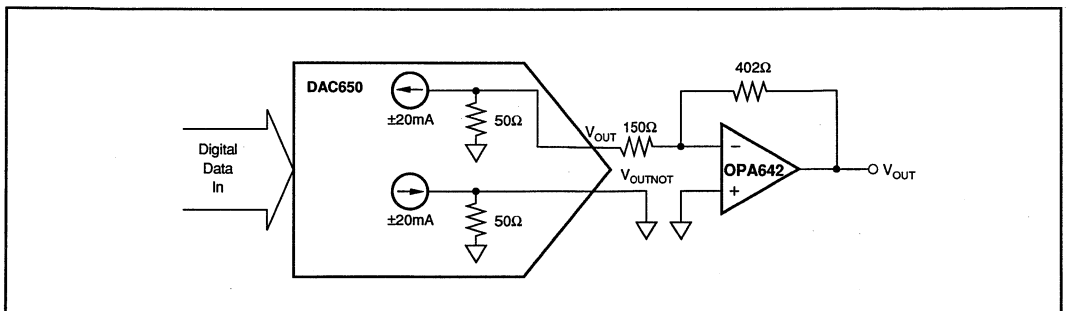 DAC650
±20mA
50Ω
±20mA
50Ω
Digital
Data
In
VOUT
150Ω
VOUTNOT
402Ω
−
OPA642
+
VOUT